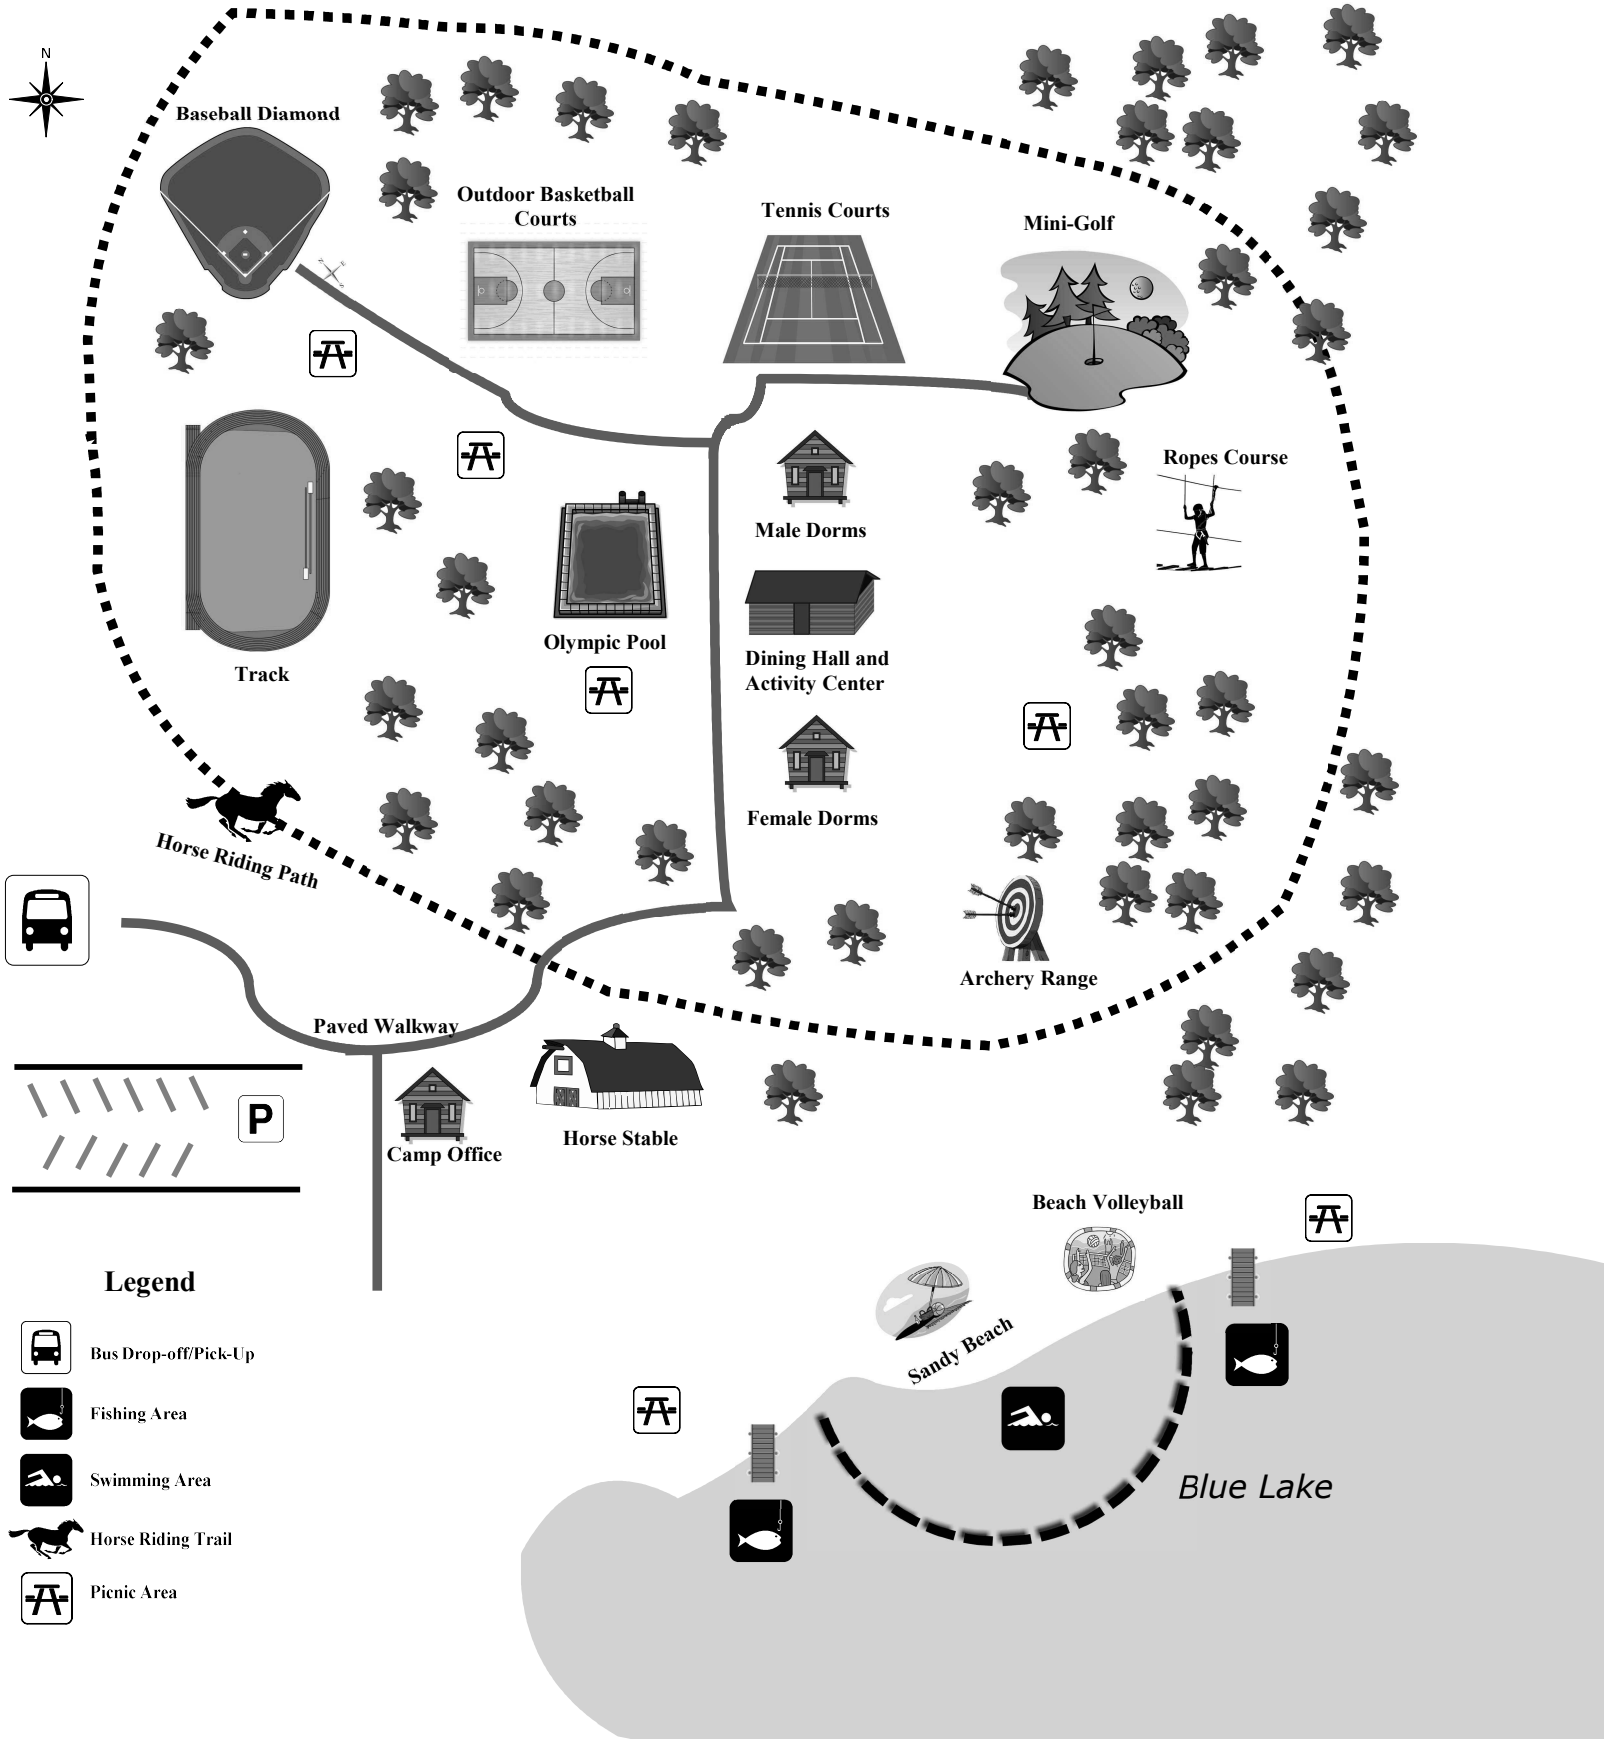 N
Baseball Diamond
Outdoor Basketball
Courts
Tennis Courts
Mini-Golf
Ropes Course
Male Dorms
Olympic Pool
Dining Hall and
Activity Center
Track
Female Dorms
Horse Riding Path
Archery Range
Paved Walkway
P
Camp Office
Horse Stable
Beach Volleyball
Sandy Beach
Blue Lake
Legend
Bus Drop-off/Pick-Up
Fishing Area
Swimming Area
Horse Riding Trail
Picnic Area